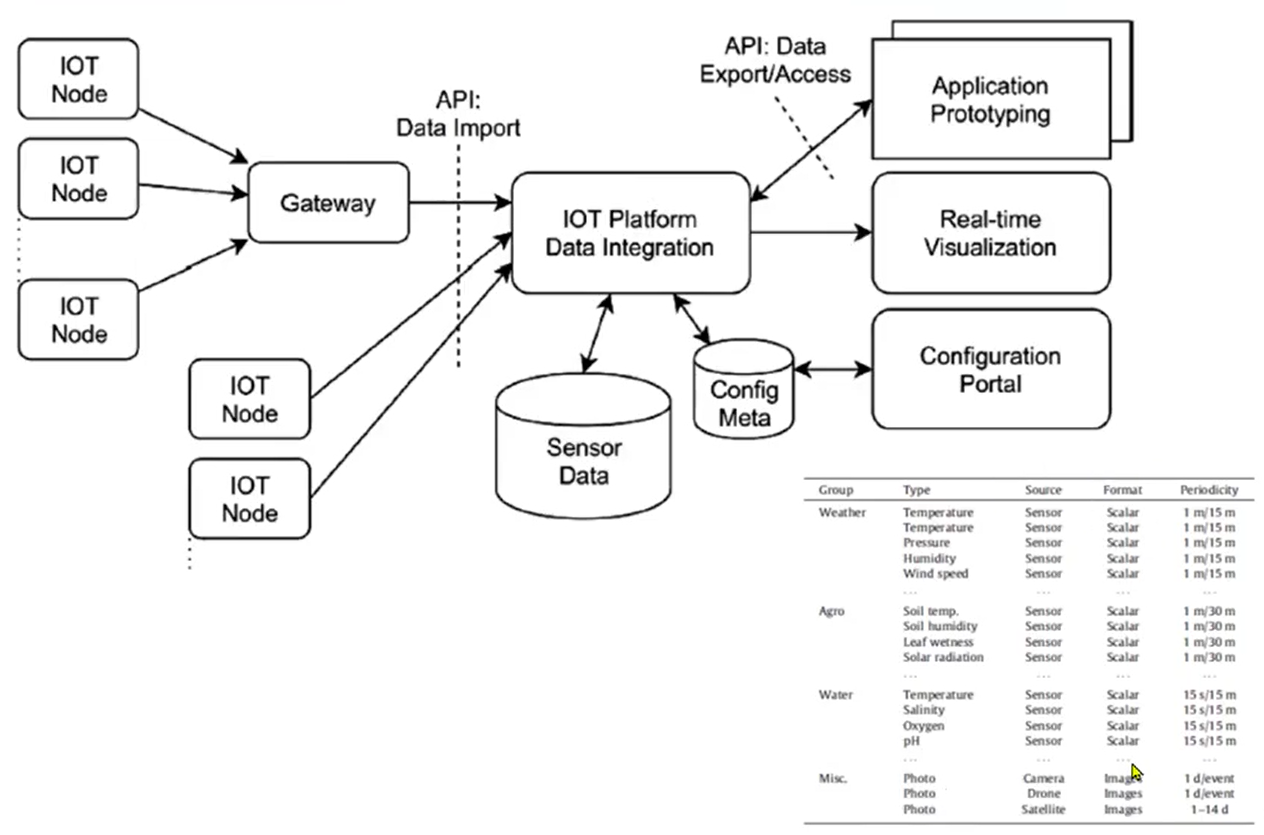 IOT
Node
IOT
Node
IOT
Node
Gateway
API:
Data Import
IOT
Node
IOT
Node
IOT Platform
Data Integration
API: Data
Export/Access
Application
Prototyping
Real-time
Visualization
Configuration
Portal
Config
Meta
Sensor
Data
Group Type Source Format Periodicity
Weather Temperature Sensor Scalar 1 m/15 m
Temperature Sensor Scalar 1 m/15 m
Pressure Sensor Scalar 1 m/15 m
Humidity Sensor Scalar 1 m/15 m
Wind speed Sensor Scalar 1 m/15 m
... ... ... ...
Agro Soil temp. Sensor Scalar 1 m/30 m
Soil humidity Sensor Scalar 1 m/30 m
Leaf wetness Sensor Scalar 1 m/30 m
Solar radiation Sensor Scalar 1 m/30 m
... ... ... ...
Water Temperature Sensor Scalar 15 s/15 m
Salinity Sensor Scalar 15 s/15 m
Oxygen Sensor Scalar 15 s/15 m
pH Sensor Scalar 15 s/15 m
... ... ... ...
Misc. Photo Camera Images 1 d/event
Photo Drone Images 1 d/event
Photo Satellite Images 1–14 d